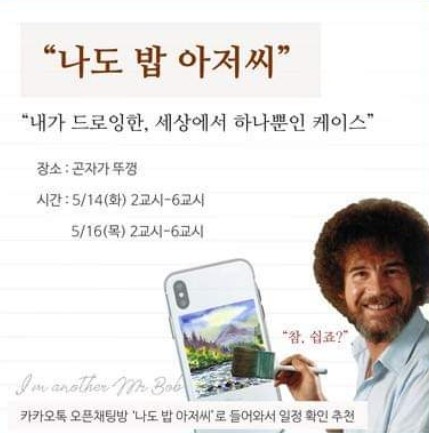 “나도 밥 아저씨”
“내가 드로잉한, 세상에서 하나뿐인 케이스”
장소 : 곤자가 뚜껑
시간 : 5/14(화) 2교시-6교시
5/16(목) 2교시-6교시
“참, 쉽죠?”
I'm another Mr. Bob
카카오톡 오픈채팅방 '나도 밥 아저씨'로 들어와서 일정 확인 추천